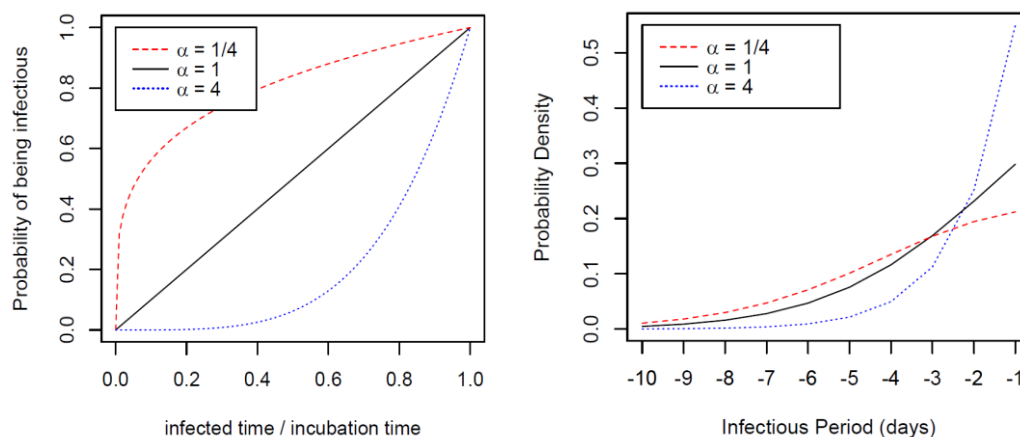 α = 1/4
α = 1
α = 4
Probability of being infectious
0.0
0.2
0.4
0.6
0.8
1.0
0.0 0.2 0.4 0.6 0.8 1.0
infected time / incubation time
α = 1/4
α = 1
α = 4
Probability Density
0.0 0.1 0.2 0.3 0.5
-10 -9 -8 -7 -6 -5 -4 -3 -2 -1
Infectious Period (days)